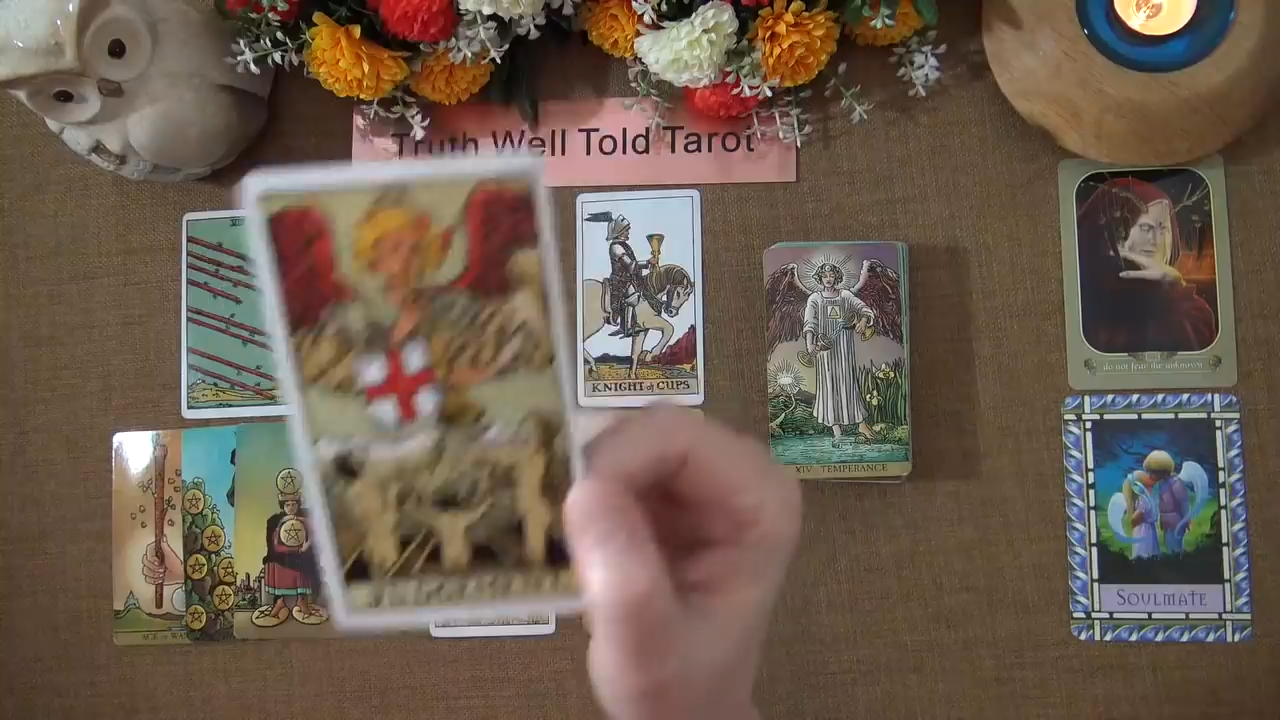 Truth Well Told Tarot
KNIGHT of CUPS
XIV TEMPERANCE
do not fear the unknown
SOULMATE